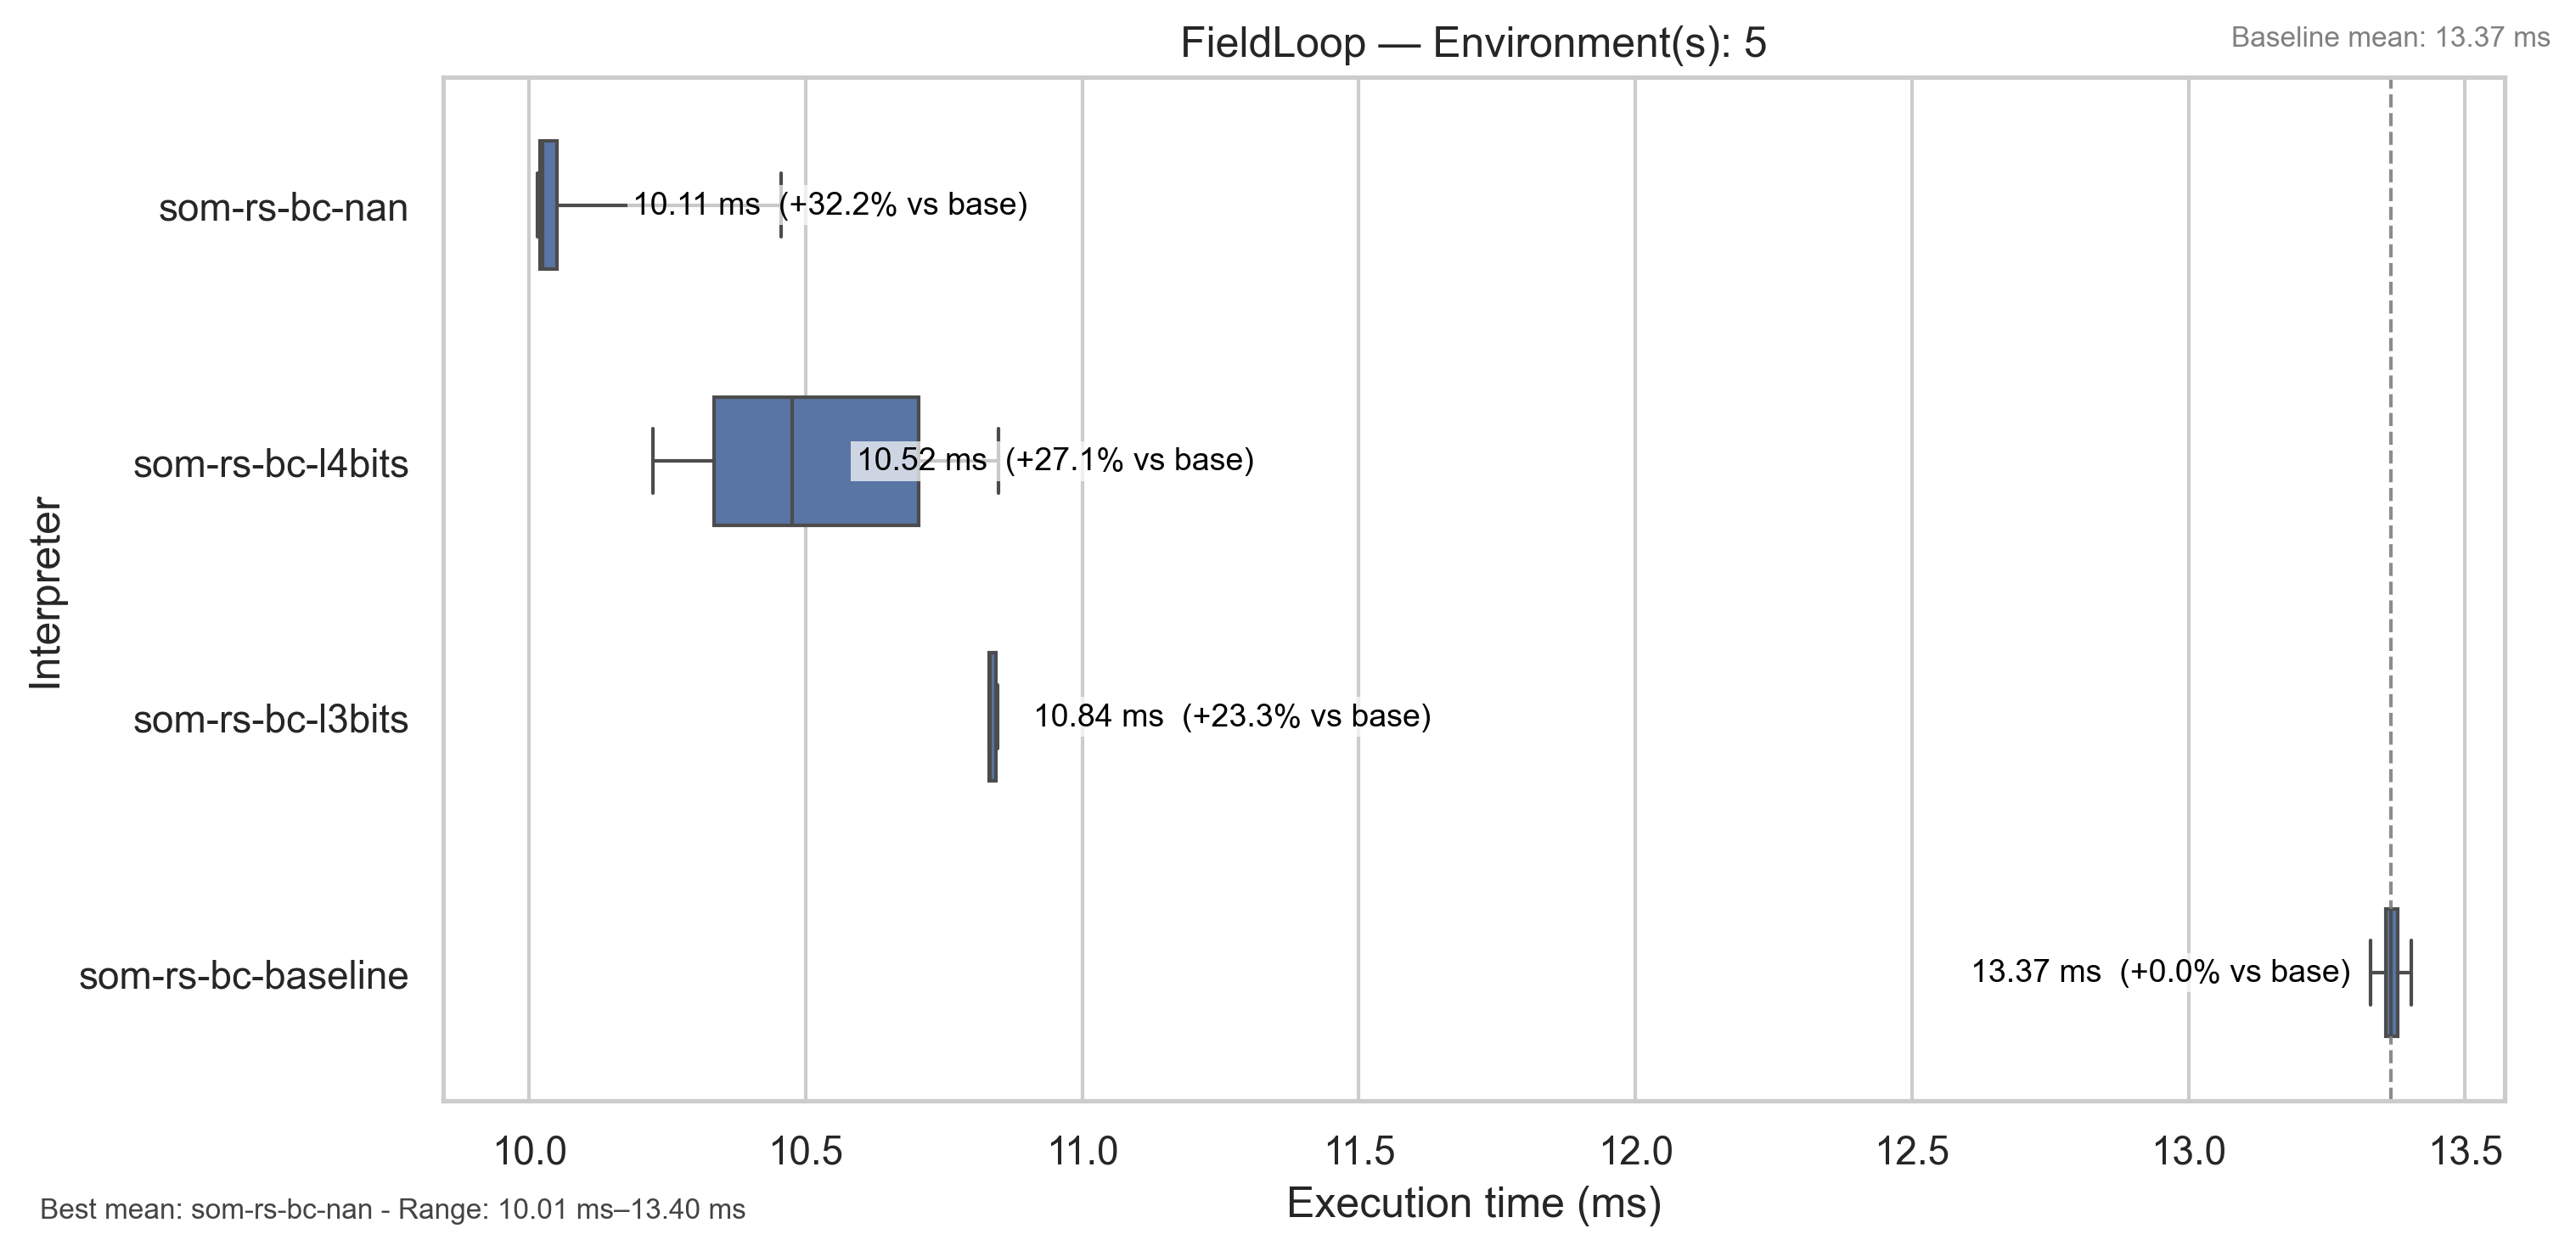 FieldLoop — Environment(s): 5
Baseline mean: 13.37 ms
Interpreter
som-rs-bc-nan
10.11 ms (+32.2% vs base)
som-rs-bc-l4bits
10.52 ms (+27.1% vs base)
som-rs-bc-l3bits
10.84 ms (+23.3% vs base)
som-rs-bc-baseline
13.37 ms (+0.0% vs base)
10.0 10.5 11.0 11.5 12.0 12.5 13.0 13.5
Execution time (ms)
Best mean: som-rs-bc-nan - Range: 10.01 ms–13.40 ms